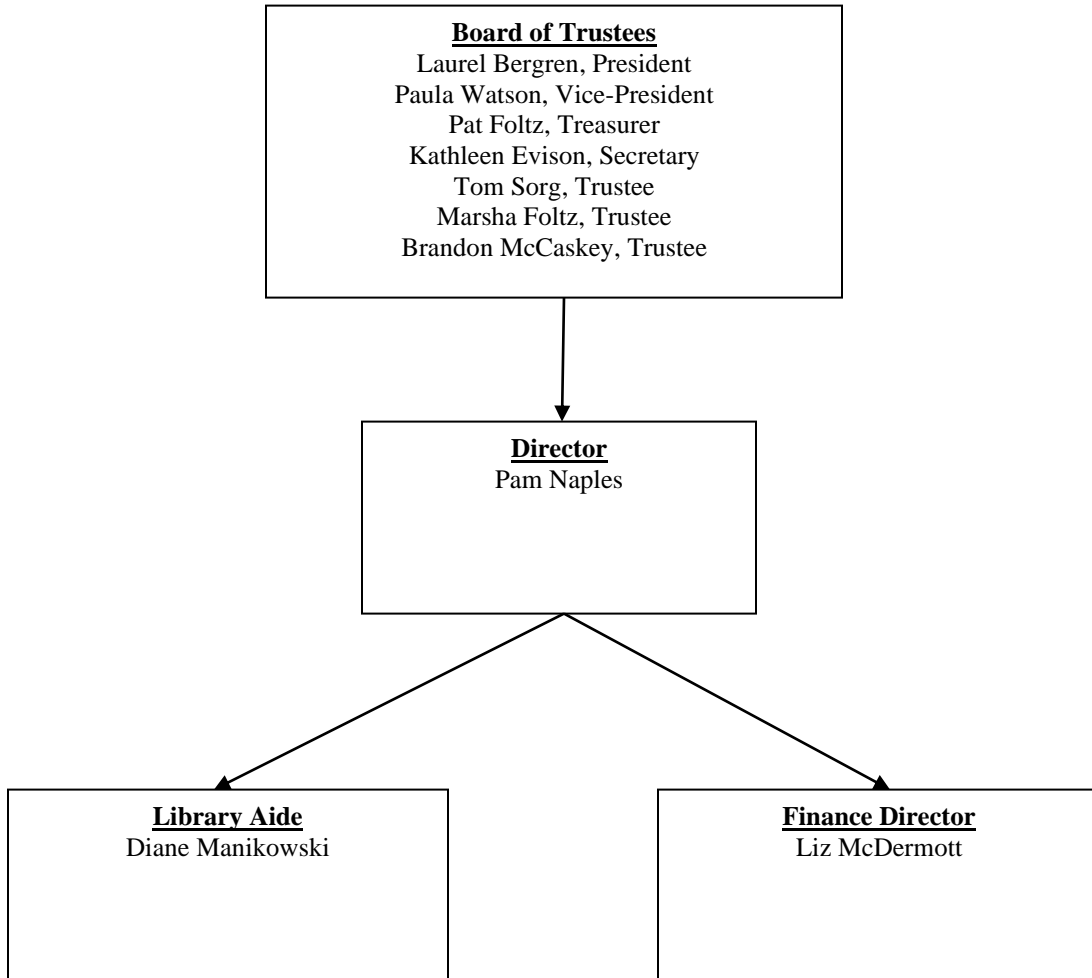 Board of Trustees
Laurel Bergren, President
Paula Watson, Vice-President
Pat Foltz, Treasurer
Kathleen Evison, Secretary
Tom Sorg, Trustee
Marsha Foltz, Trustee
Brandon McCaskey, Trustee
Director
Pam Naples
Library Aide
Diane Manikowski
Finance Director
Liz McDermott